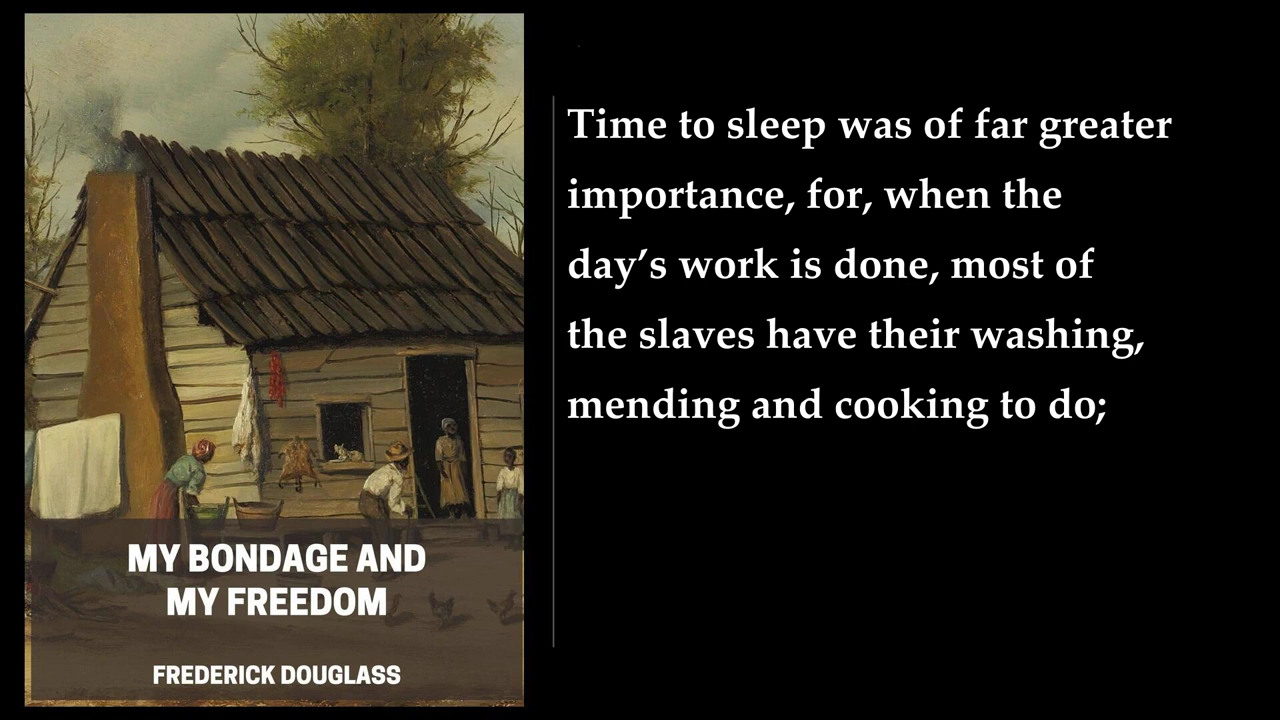 MY BONDAGE AND
MY FREEDOM
FREDERICK DOUGLASS
Time to sleep was of far greater
importance, for, when the
day’s work is done, most of
the slaves have their washing,
mending and cooking to do;